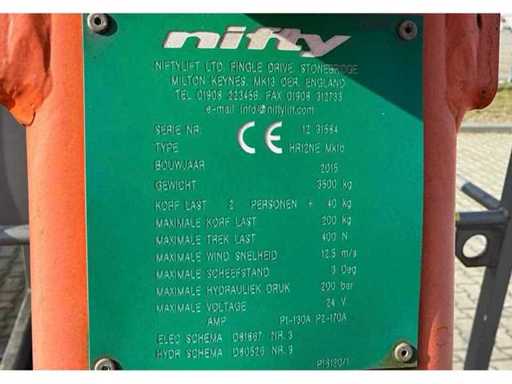 nifty
NIFTYLIFT LTD, FINGLE DRIVE, STONEBRIDGE
MILTON KEYNES, MK13 0ER, ENGLAND
TEL 01908 223456, FAX 01908 312733
e-mail info@niftylift.com
SERIE NR. CE 12 31584
TYPE HR12NE Mk1d
BOUWJAAR 2015
GEWICHT 3500 kg
KORF LAST 2 PERSONEN + 40 kg
MAXIMALE KORF LAST 200 kg
MAXIMALE TREK LAST 400 N
MAXIMALE WIND SNELHEID 12.5 m/s
MAXIMALE SCHEEFSTAND 3 Deg
MAXIMALE HYDRAULIEK DRUK 200 bar
MAXIMALE VOLTAGE 24 V
AMP P1-130A P2-170A
ELEC SCHEMA D81867 NR. 3
HYDR SCHEMA D80526 NR. 9 P18120/1